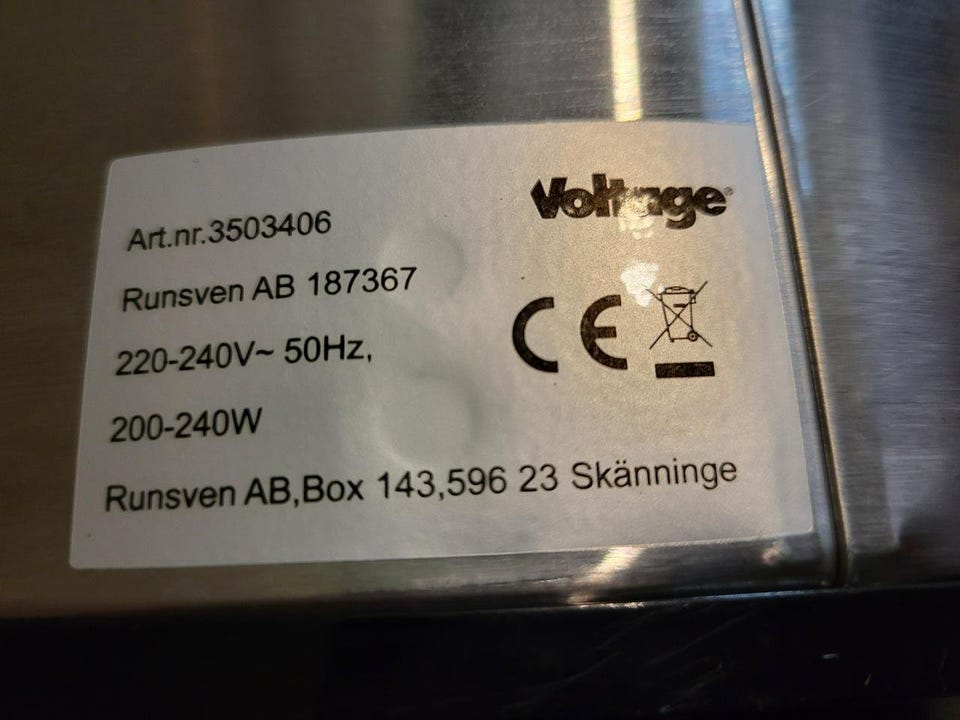 Voltage®
Art.nr.3503406
Runsven AB 187367
220-240V~ 50Hz,
200-240W
CE
Runsven AB,Box 143,596 23 Skänninge